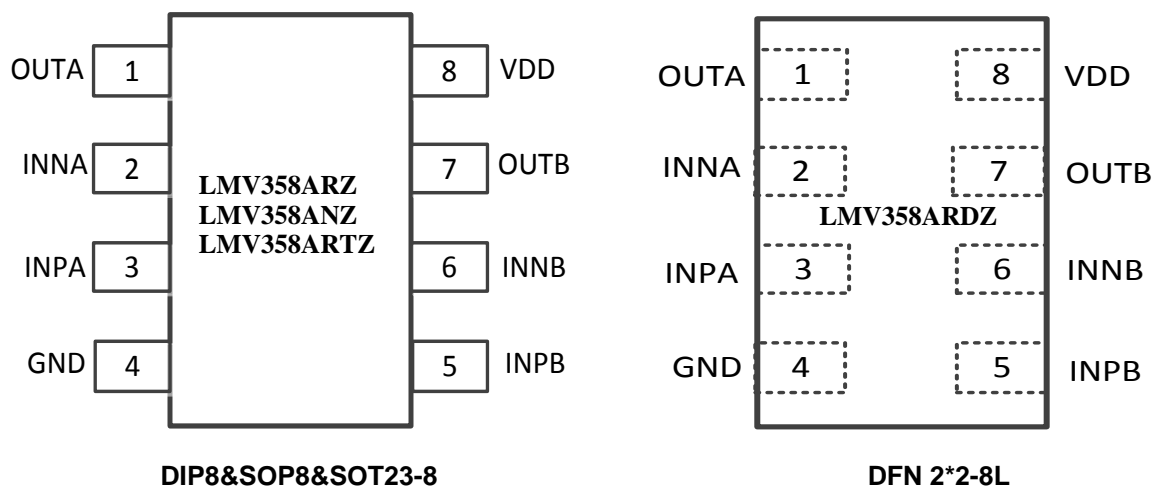 OUTA 1 8 VDD
INNA 2 7 OUTB
LMV358ARZ
LMV358ANZ
LMV358ARTZ
INPA 3 6 INNB
GND 4 5 INPB
DIP8&SOP8&SOT23-8
OUTA 1 8 VDD
INNA 2 7 OUTB
LMV358ARDZ
INPA 3 6 INNB
GND 4 5 INPB
DFN 2*2-8L